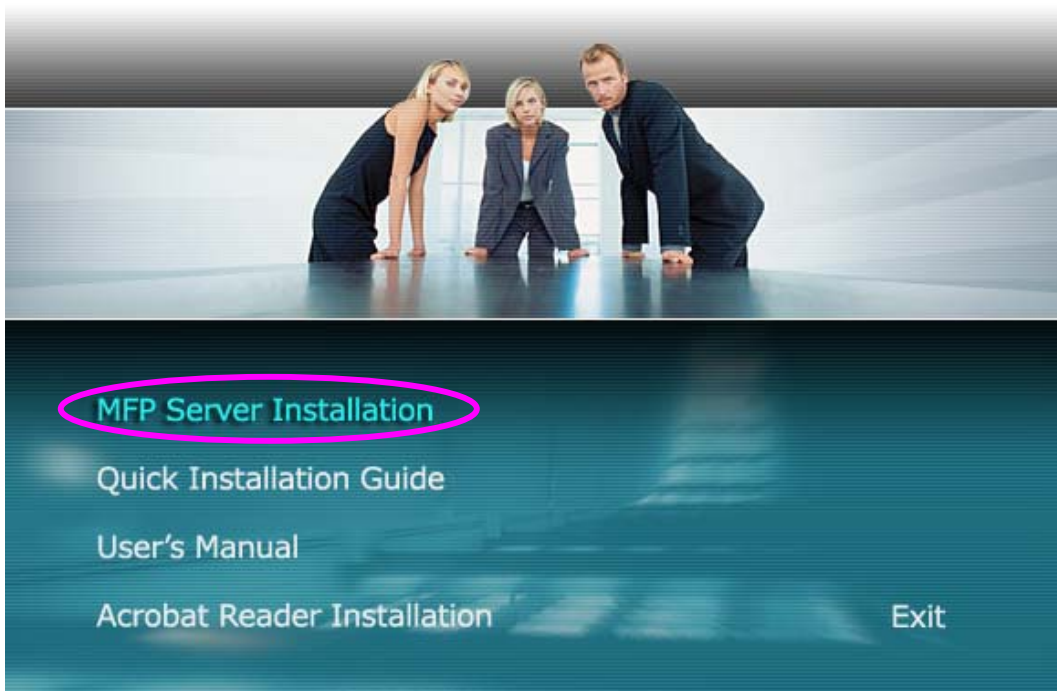 MFP Server Installation
Quick Installation Guide
User's Manual
Acrobat Reader Installation
Exit